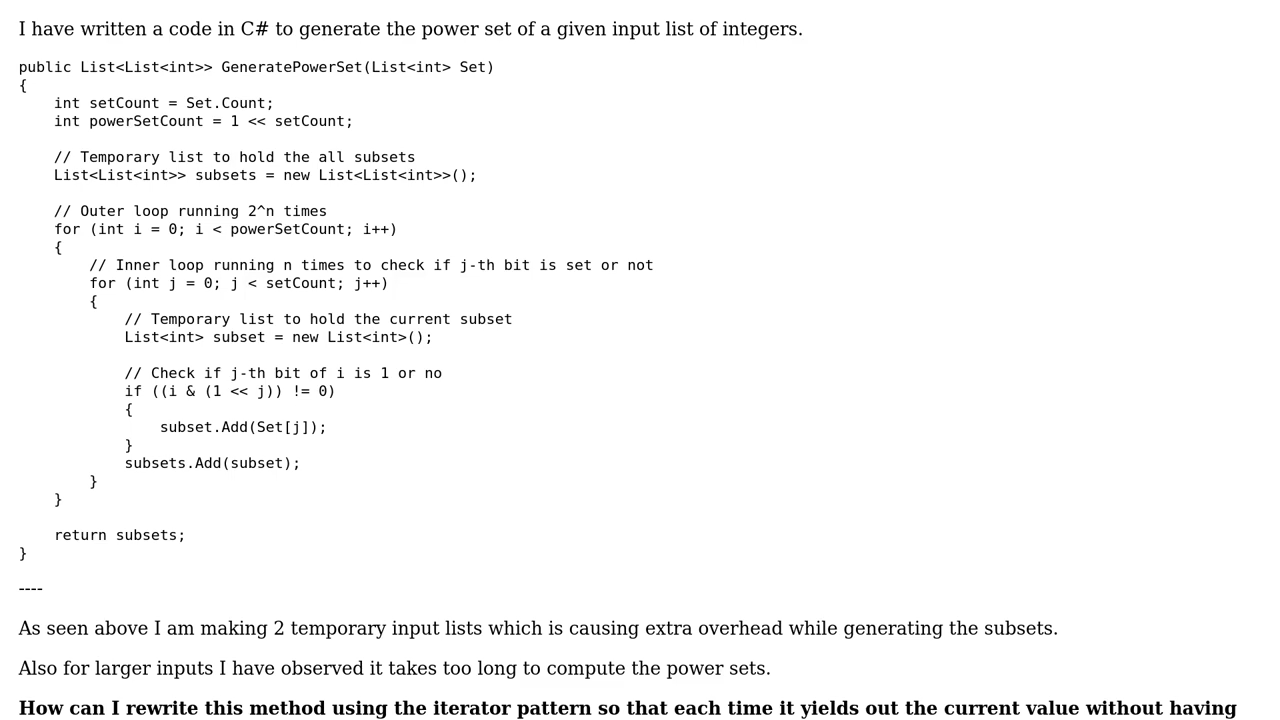 I have written a code in C# to generate the power set of a given input list of integers.
public List<List<int>> GeneratePowerSet(List<int> Set)
{
    int setCount = Set.Count;
    int powerSetCount = 1 << setCount;

    // Temporary list to hold the all subsets
    List<List<int>> subsets = new List<List<int>>();

    // Outer loop running 2^n times
    for (int i = 0; i < powerSetCount; i++)
    {
        // Inner loop running n times to check if j-th bit is set or not
        for (int j = 0; j < setCount; j++)
        {
            // Temporary list to hold the current subset
            List<int> subset = new List<int>();

            // Check if j-th bit of i is 1 or no
            if ((i & (1 << j)) != 0)
            {
                subset.Add(Set[j]);
            }
            subsets.Add(subset);
        }
    }

    return subsets;
}
----
As seen above I am making 2 temporary input lists which is causing extra overhead while generating the subsets.
Also for larger inputs I have observed it takes too long to compute the power sets.
How can I rewrite this method using the iterator pattern so that each time it yields out the current value without having